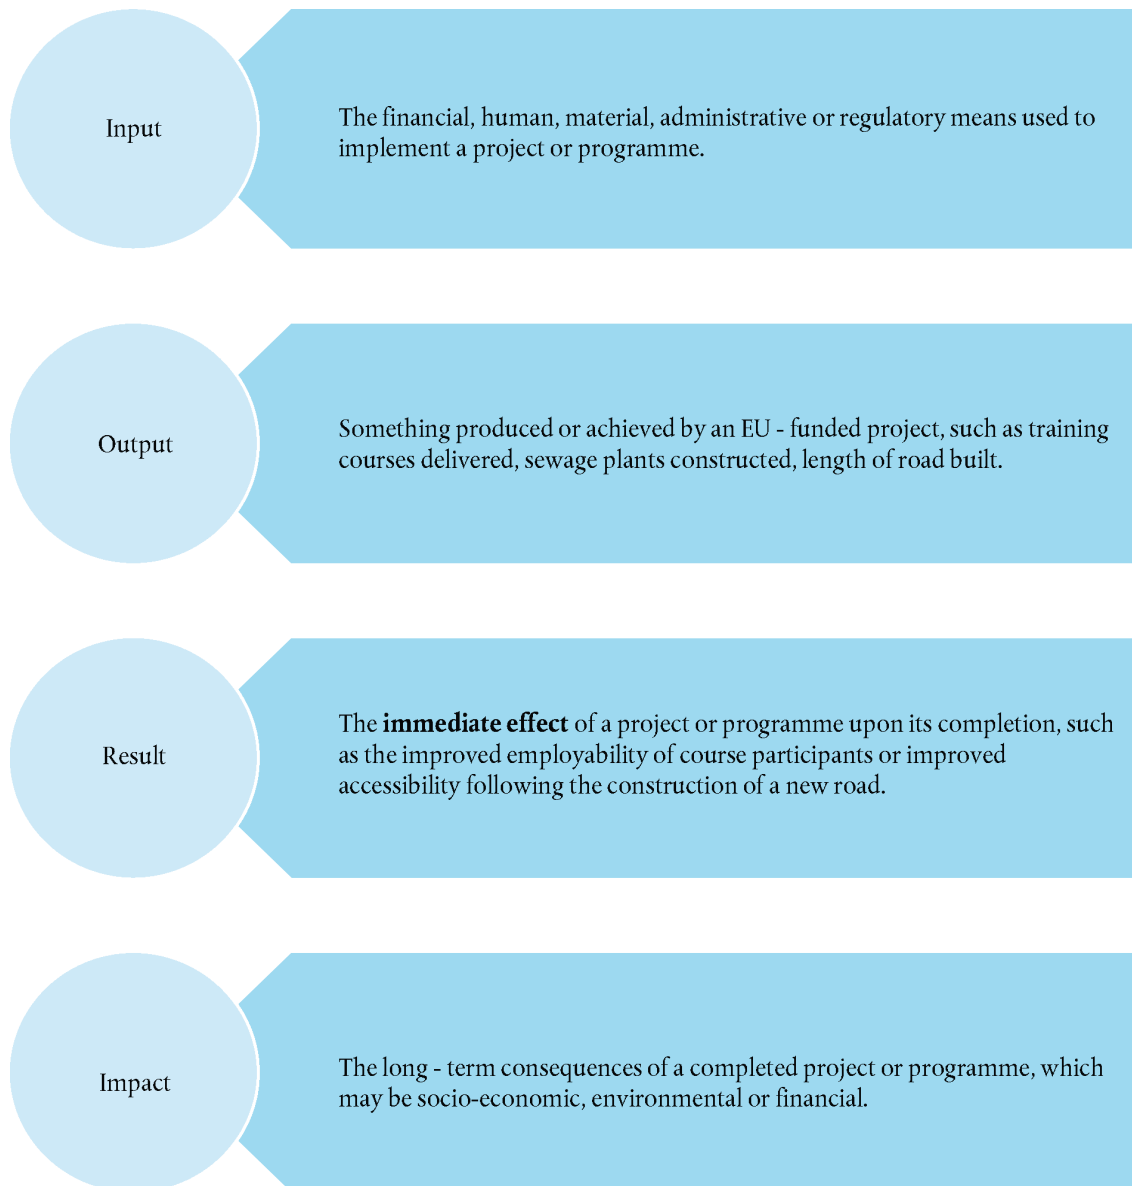 Input
The financial, human, material, administrative or regulatory means used to
implement a project or programme.
Output
Something produced or achieved by an EU - funded project, such as training
courses delivered, sewage plants constructed, length of road built.
Result
The immediate effect of a project or programme upon its completion, such
as the improved employability of course participants or improved
accessibility following the construction of a new road.
Impact
The long - term consequences of a completed project or programme, which
may be socio-economic, environmental or financial.